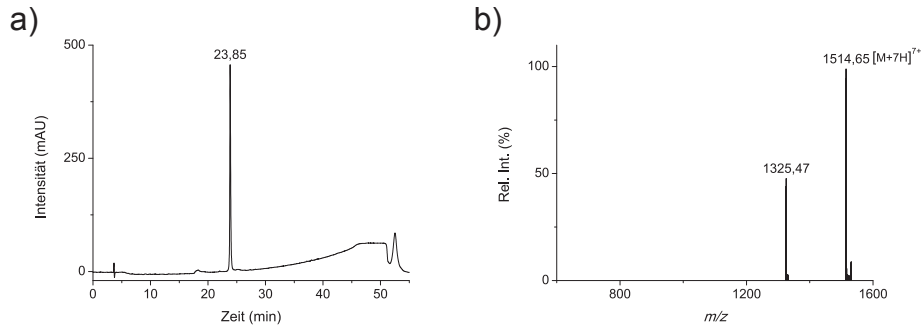 a)
23,85
500
250
0
Intensität (mAU)
0 10 20 30 40 50
Zeit (min)
b)
1514,65 [M+7H]7+
1325,47
100
50
0
Rel. Int. (%)
800 1200 1600
m/z